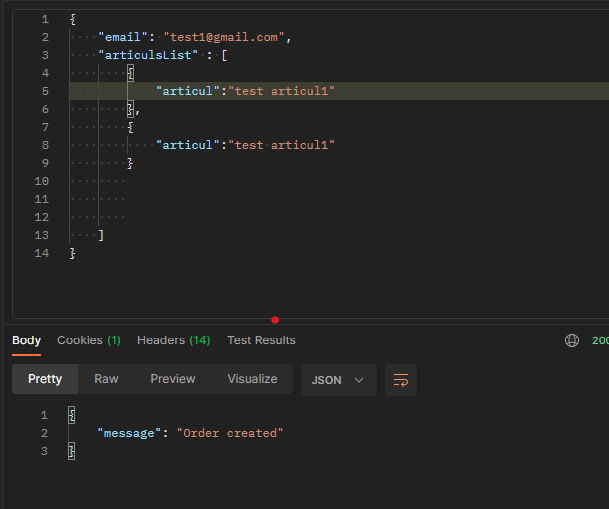 1 {
2 "email": "test1@gmail.com",
3 "articulsList" : [
4 {
5 "articul":"test articul1"
6 },
7 {
8 "articul":"test articul1"
9 }
10
11
12
13 ]
14 }
Body Cookies (1) Headers (14) Test Results 200
Pretty Raw Preview Visualize JSON
1 {
2 "message": "Order created"
3 }